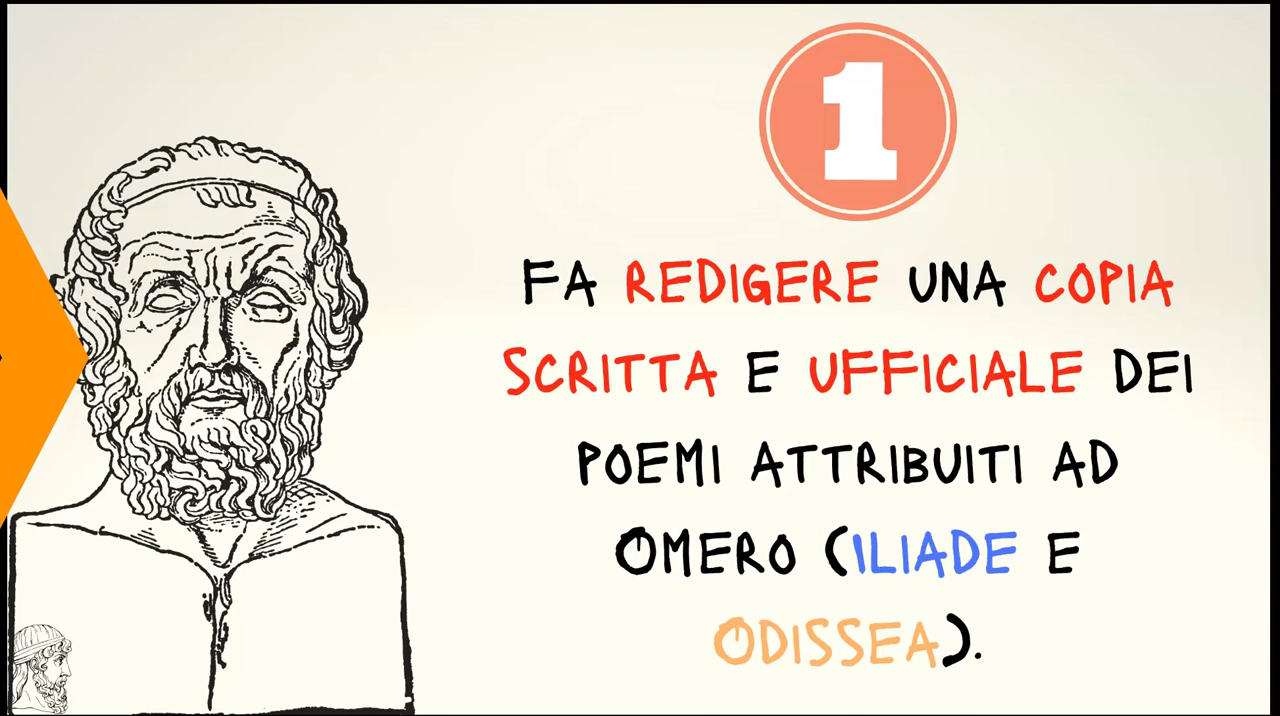 1
FA REDIGERE UNA COPIA
SCRITTA E UFFICIALE DEI
POEMI ATTRIBUITI AD
OMERO (ILIADE E
ODISSEA).